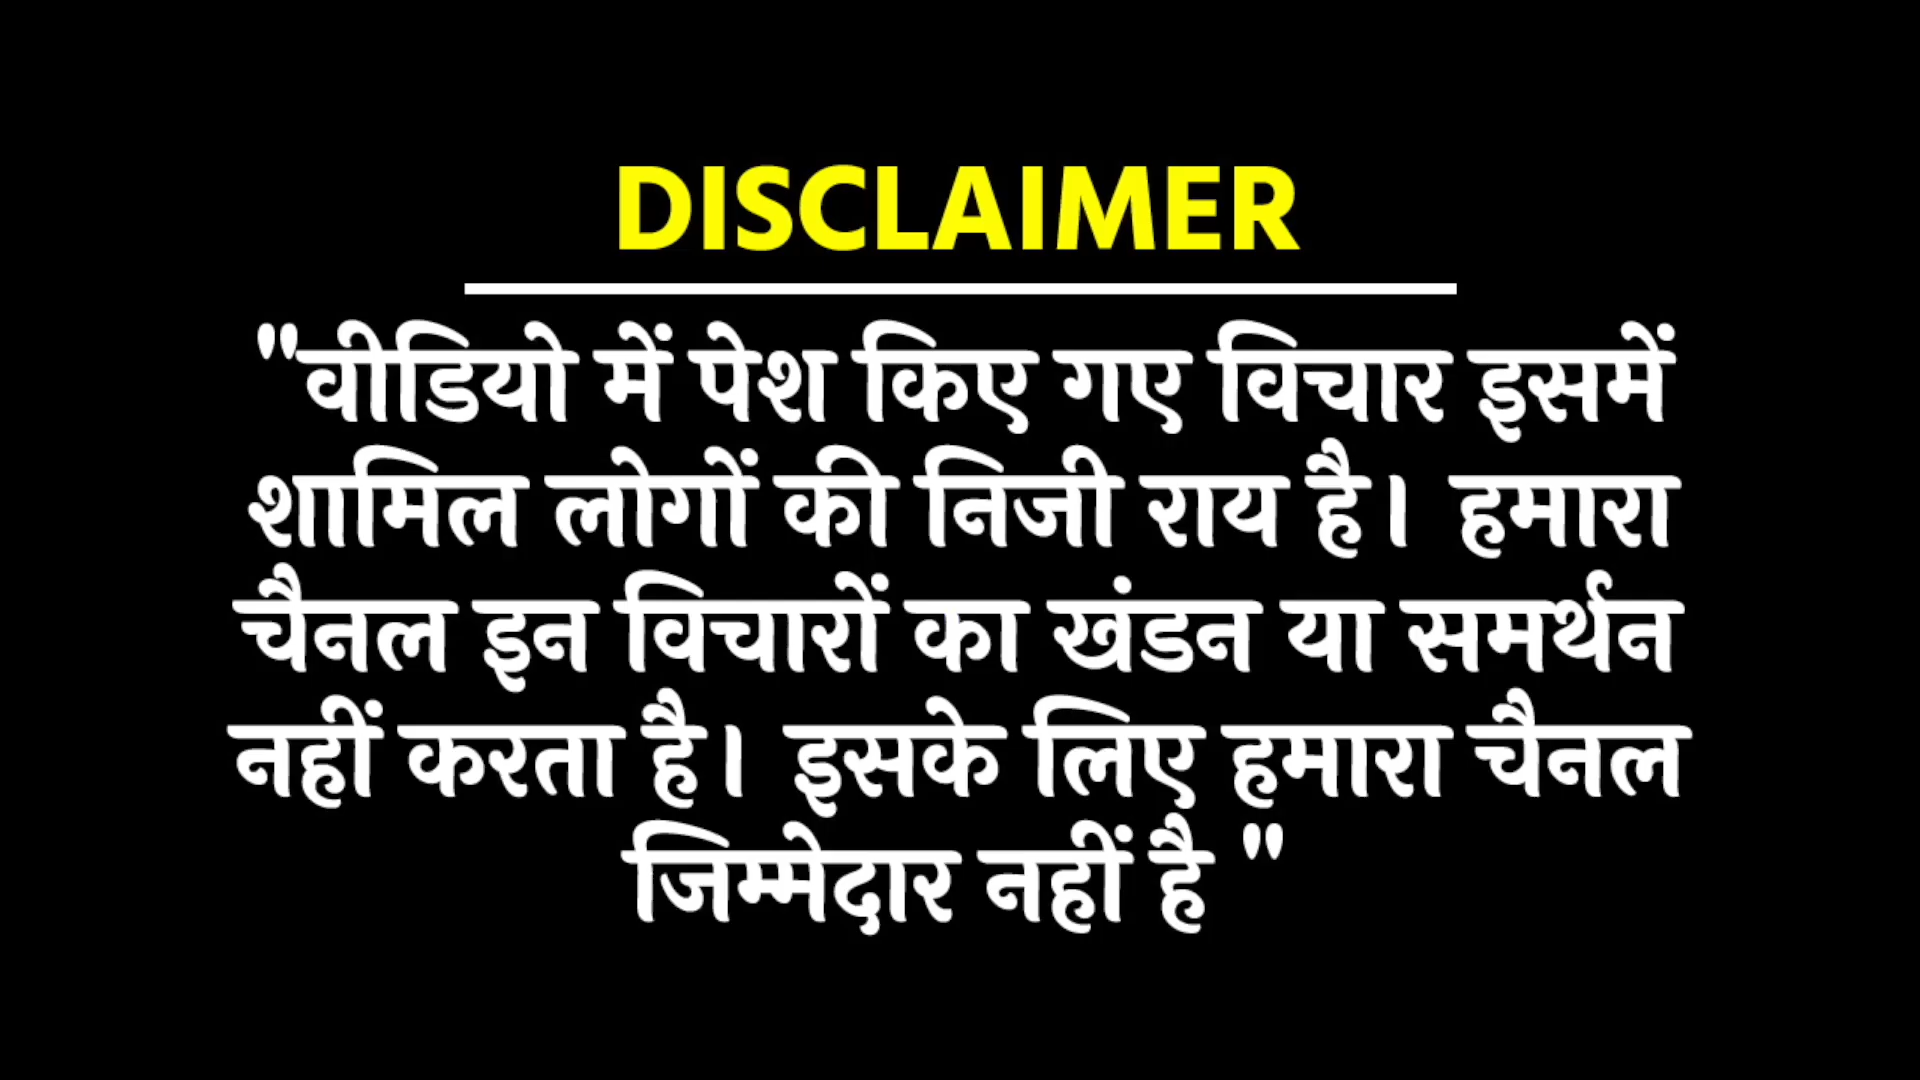 DISCLAIMER
"वीडियो में पेश किए गए विचार इसमें
शामिल लोगों की निजी राय है। हमारा
चैनल इन विचारों का खंडन या समर्थन
नहीं करता है। इसके लिए हमारा चैनल
जिम्मेदार नहीं है "